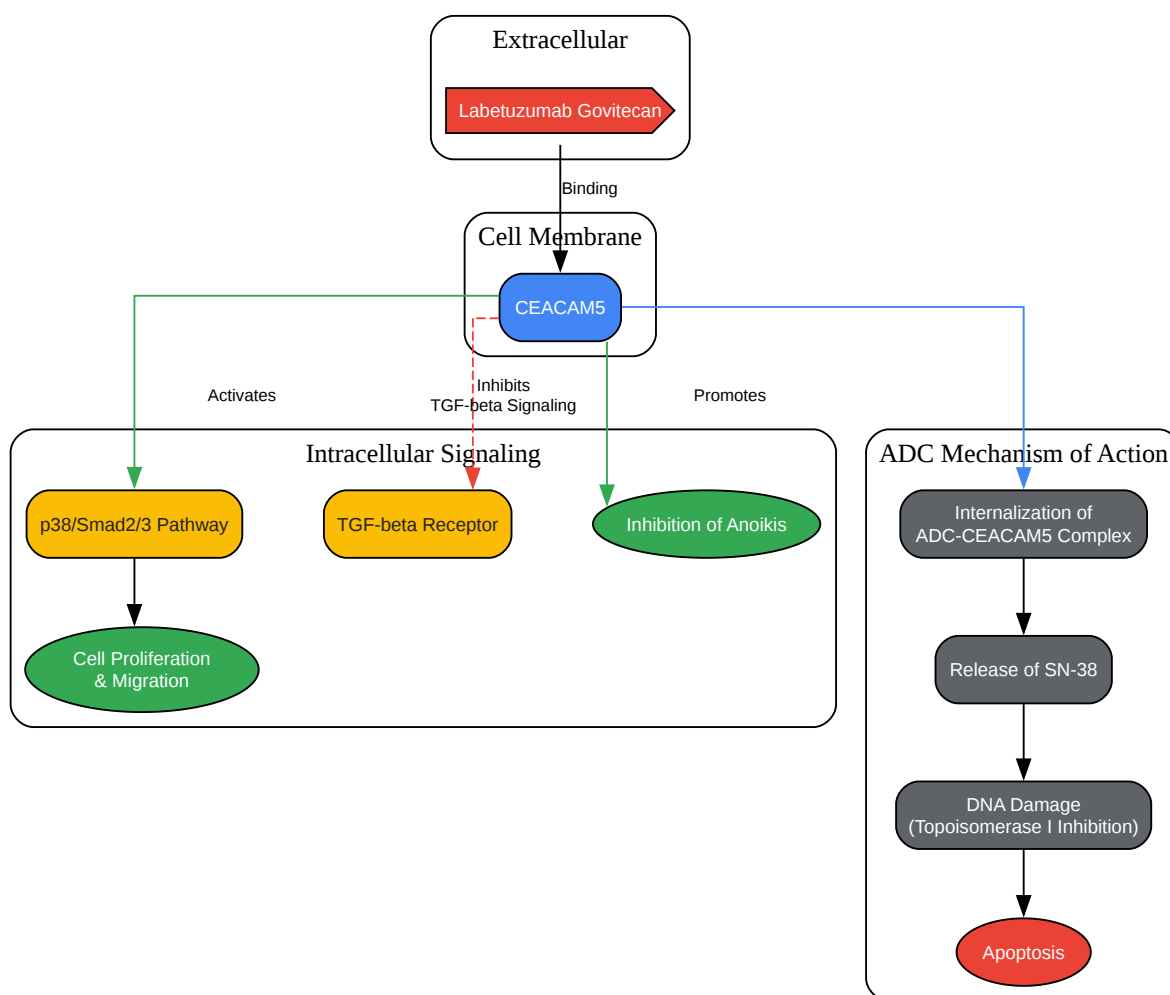 Extracellular
Labetuzumab Govitecan
Binding
Cell Membrane
CEACAM5
Activates
Inhibits
TGF-beta Signaling
Promotes
Intracellular Signaling
ADC Mechanism of Action
p38/Smad2/3 Pathway
TGF-beta Receptor
Inhibition of Anoikis
Internalization of
ADC-CEACAM5 Complex
Cell Proliferation
& Migration
Release of SN-38
DNA Damage
(Topoisomerase I Inhibition)
Apoptosis